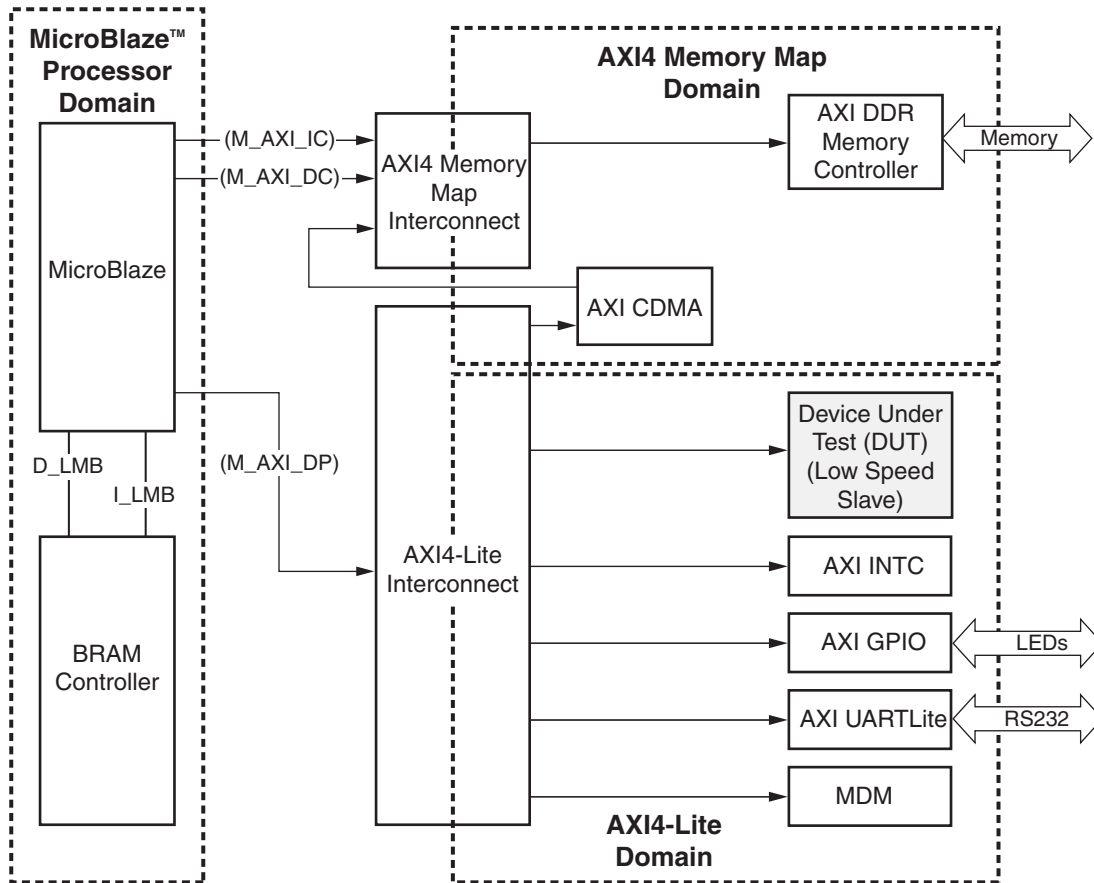 MicroBlaze™
Processor
Domain
MicroBlaze
D_LMB
I_LMB
BRAM
Controller
(M_AXI_IC)
(M_AXI_DC)
(M_AXI_DP)
AXI4 Memory
Map
Interconnect
AXI4-Lite
Interconnect
AXI4 Memory Map
Domain
AXI DDR
Memory
Controller
Memory
AXI CDMA
Device Under
Test (DUT)
(Low Speed
Slave)
AXI INTC
AXI GPIO
LEDs
AXI UARTLite
RS232
MDM
AXI4-Lite
Domain